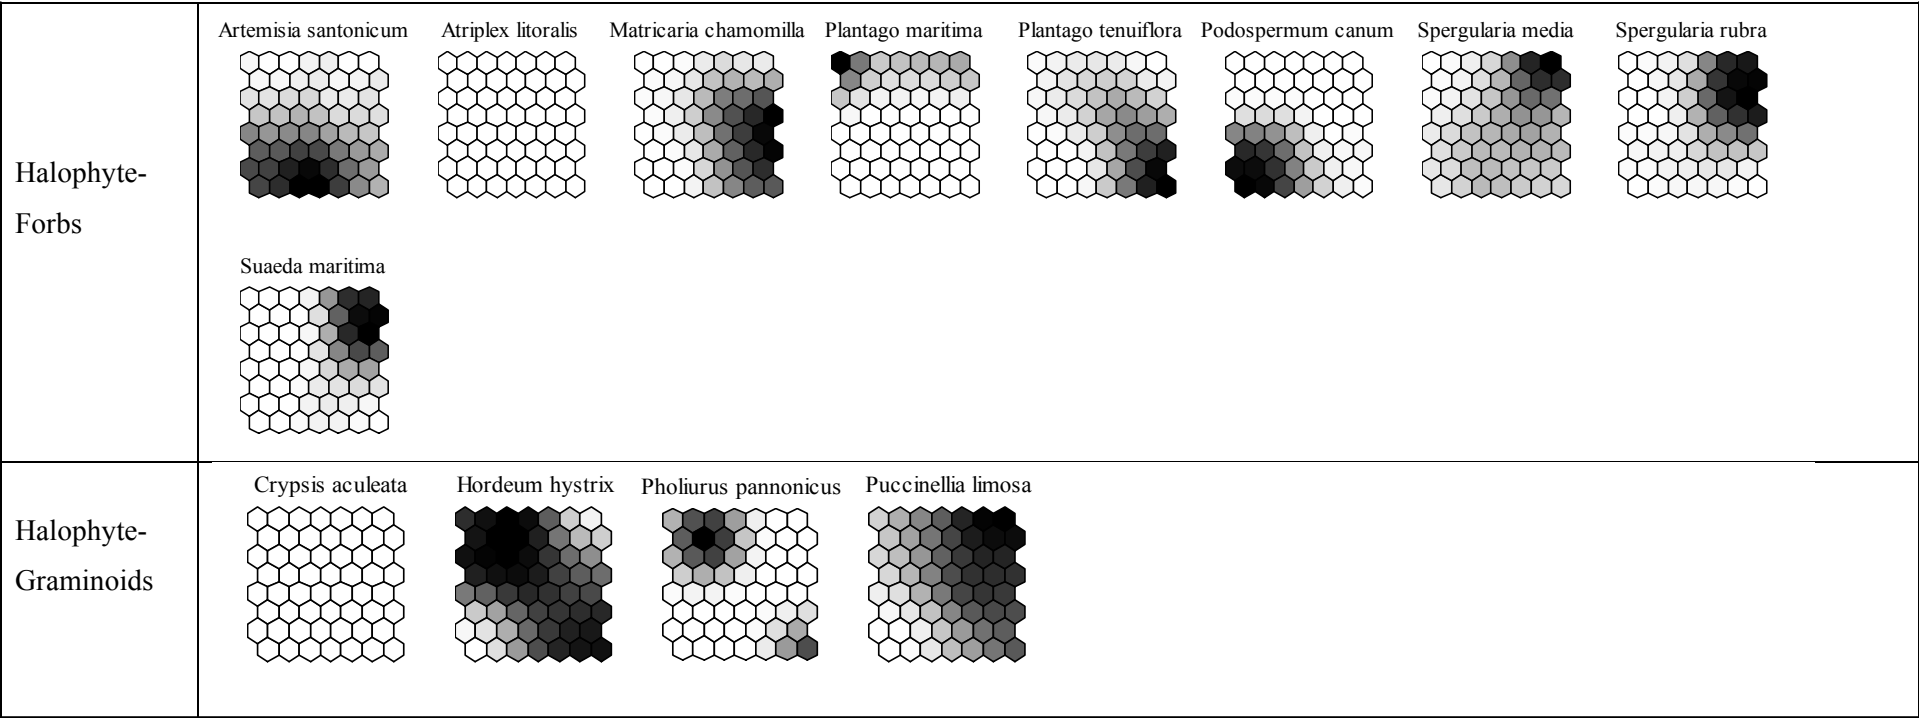 Halophyte-
Forbs
Artemisia santonicum Atriplex litoralis Matricaria chamomilla Plantago maritima Plantago tenuiflora Podospermum canum Spergularia media Spergularia rubra
Suaeda maritima
Halophyte-
Graminoids
Crypsis aculeata Hordeum hystrix Pholiurus pannonicus Puccinellia limosa